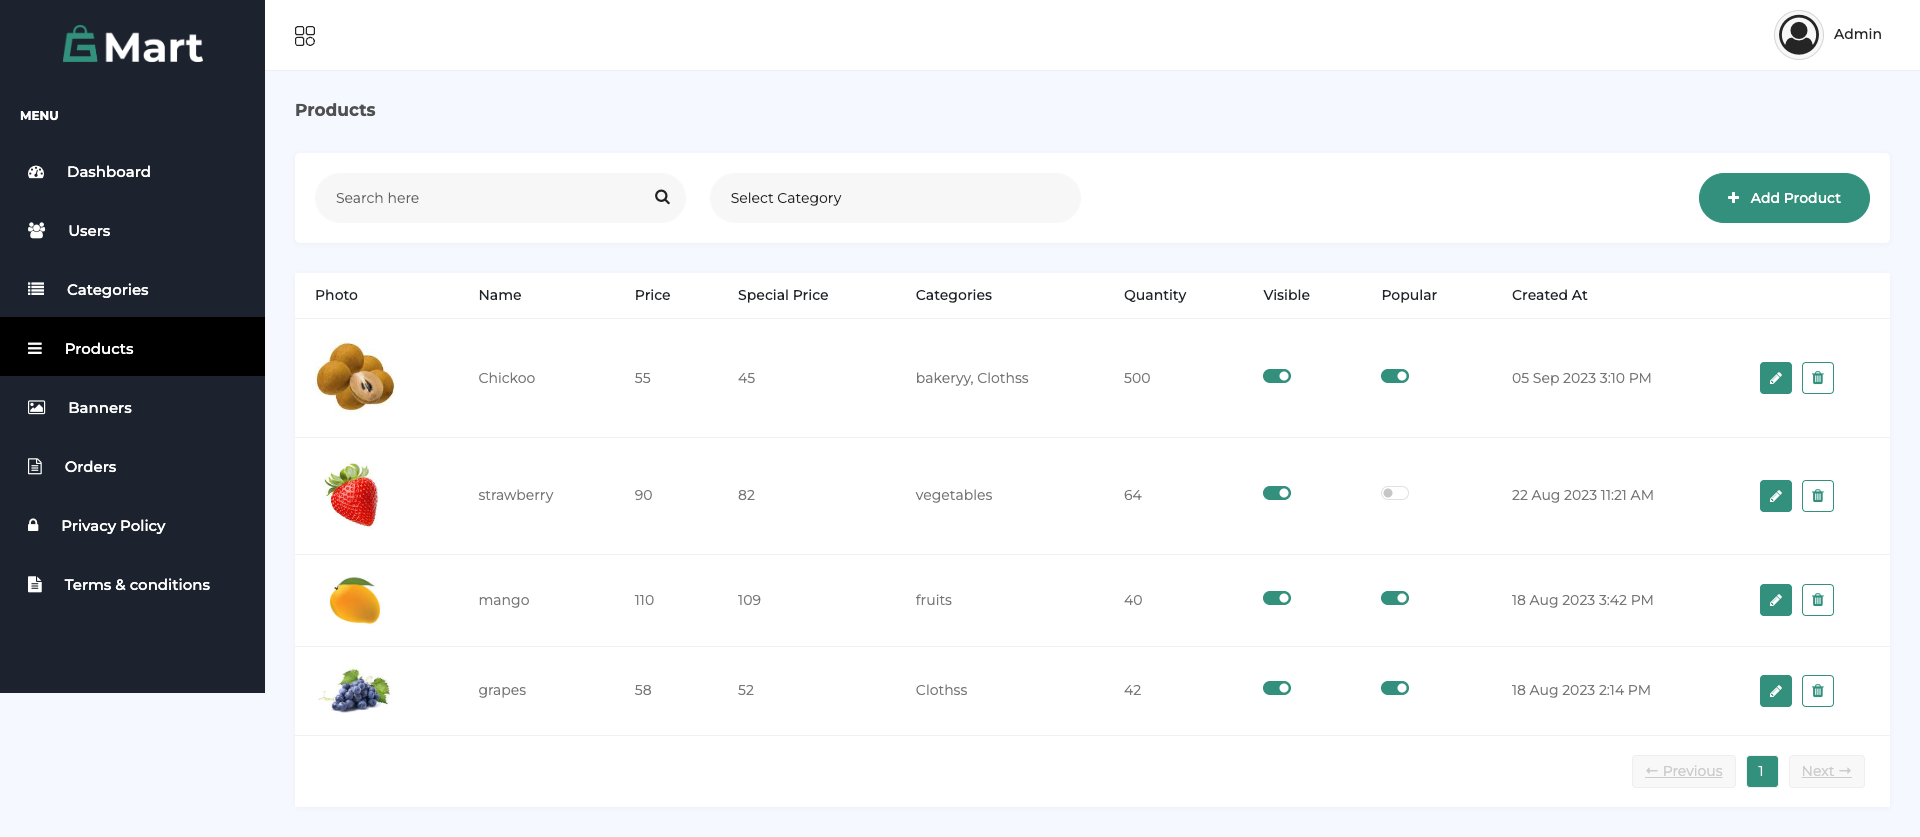 GMart
Admin
MENU
Dashboard
Users
Categories
Products
Banners
Orders
Privacy Policy
Terms & conditions
Products
Search here
Select Category
+ Add Product
Photo Name Price Special Price Categories Quantity Visible Popular Created At
Chickoo 55 45 bakeryy, Clothss 500 05 Sep 2023 3:10 PM
strawberry 90 82 vegetables 64 22 Aug 2023 11:21 AM
mango 110 109 fruits 40 18 Aug 2023 3:42 PM
grapes 58 52 Clothss 42 18 Aug 2023 2:14 PM
← Previous 1 Next →